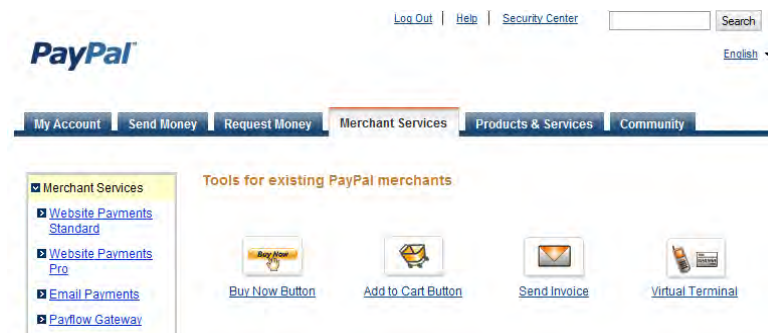 Log Out | Help | Security Center Search
PayPal
English
My Account Send Money Request Money Merchant Services Products & Services Community
Merchant Services
Website Payments
Standard
Website Payments
Pro
Email Payments
Payflow Gateway
Tools for existing PayPal merchants
Buy Now
Buy Now Button Add to Cart Button Send Invoice Virtual Terminal